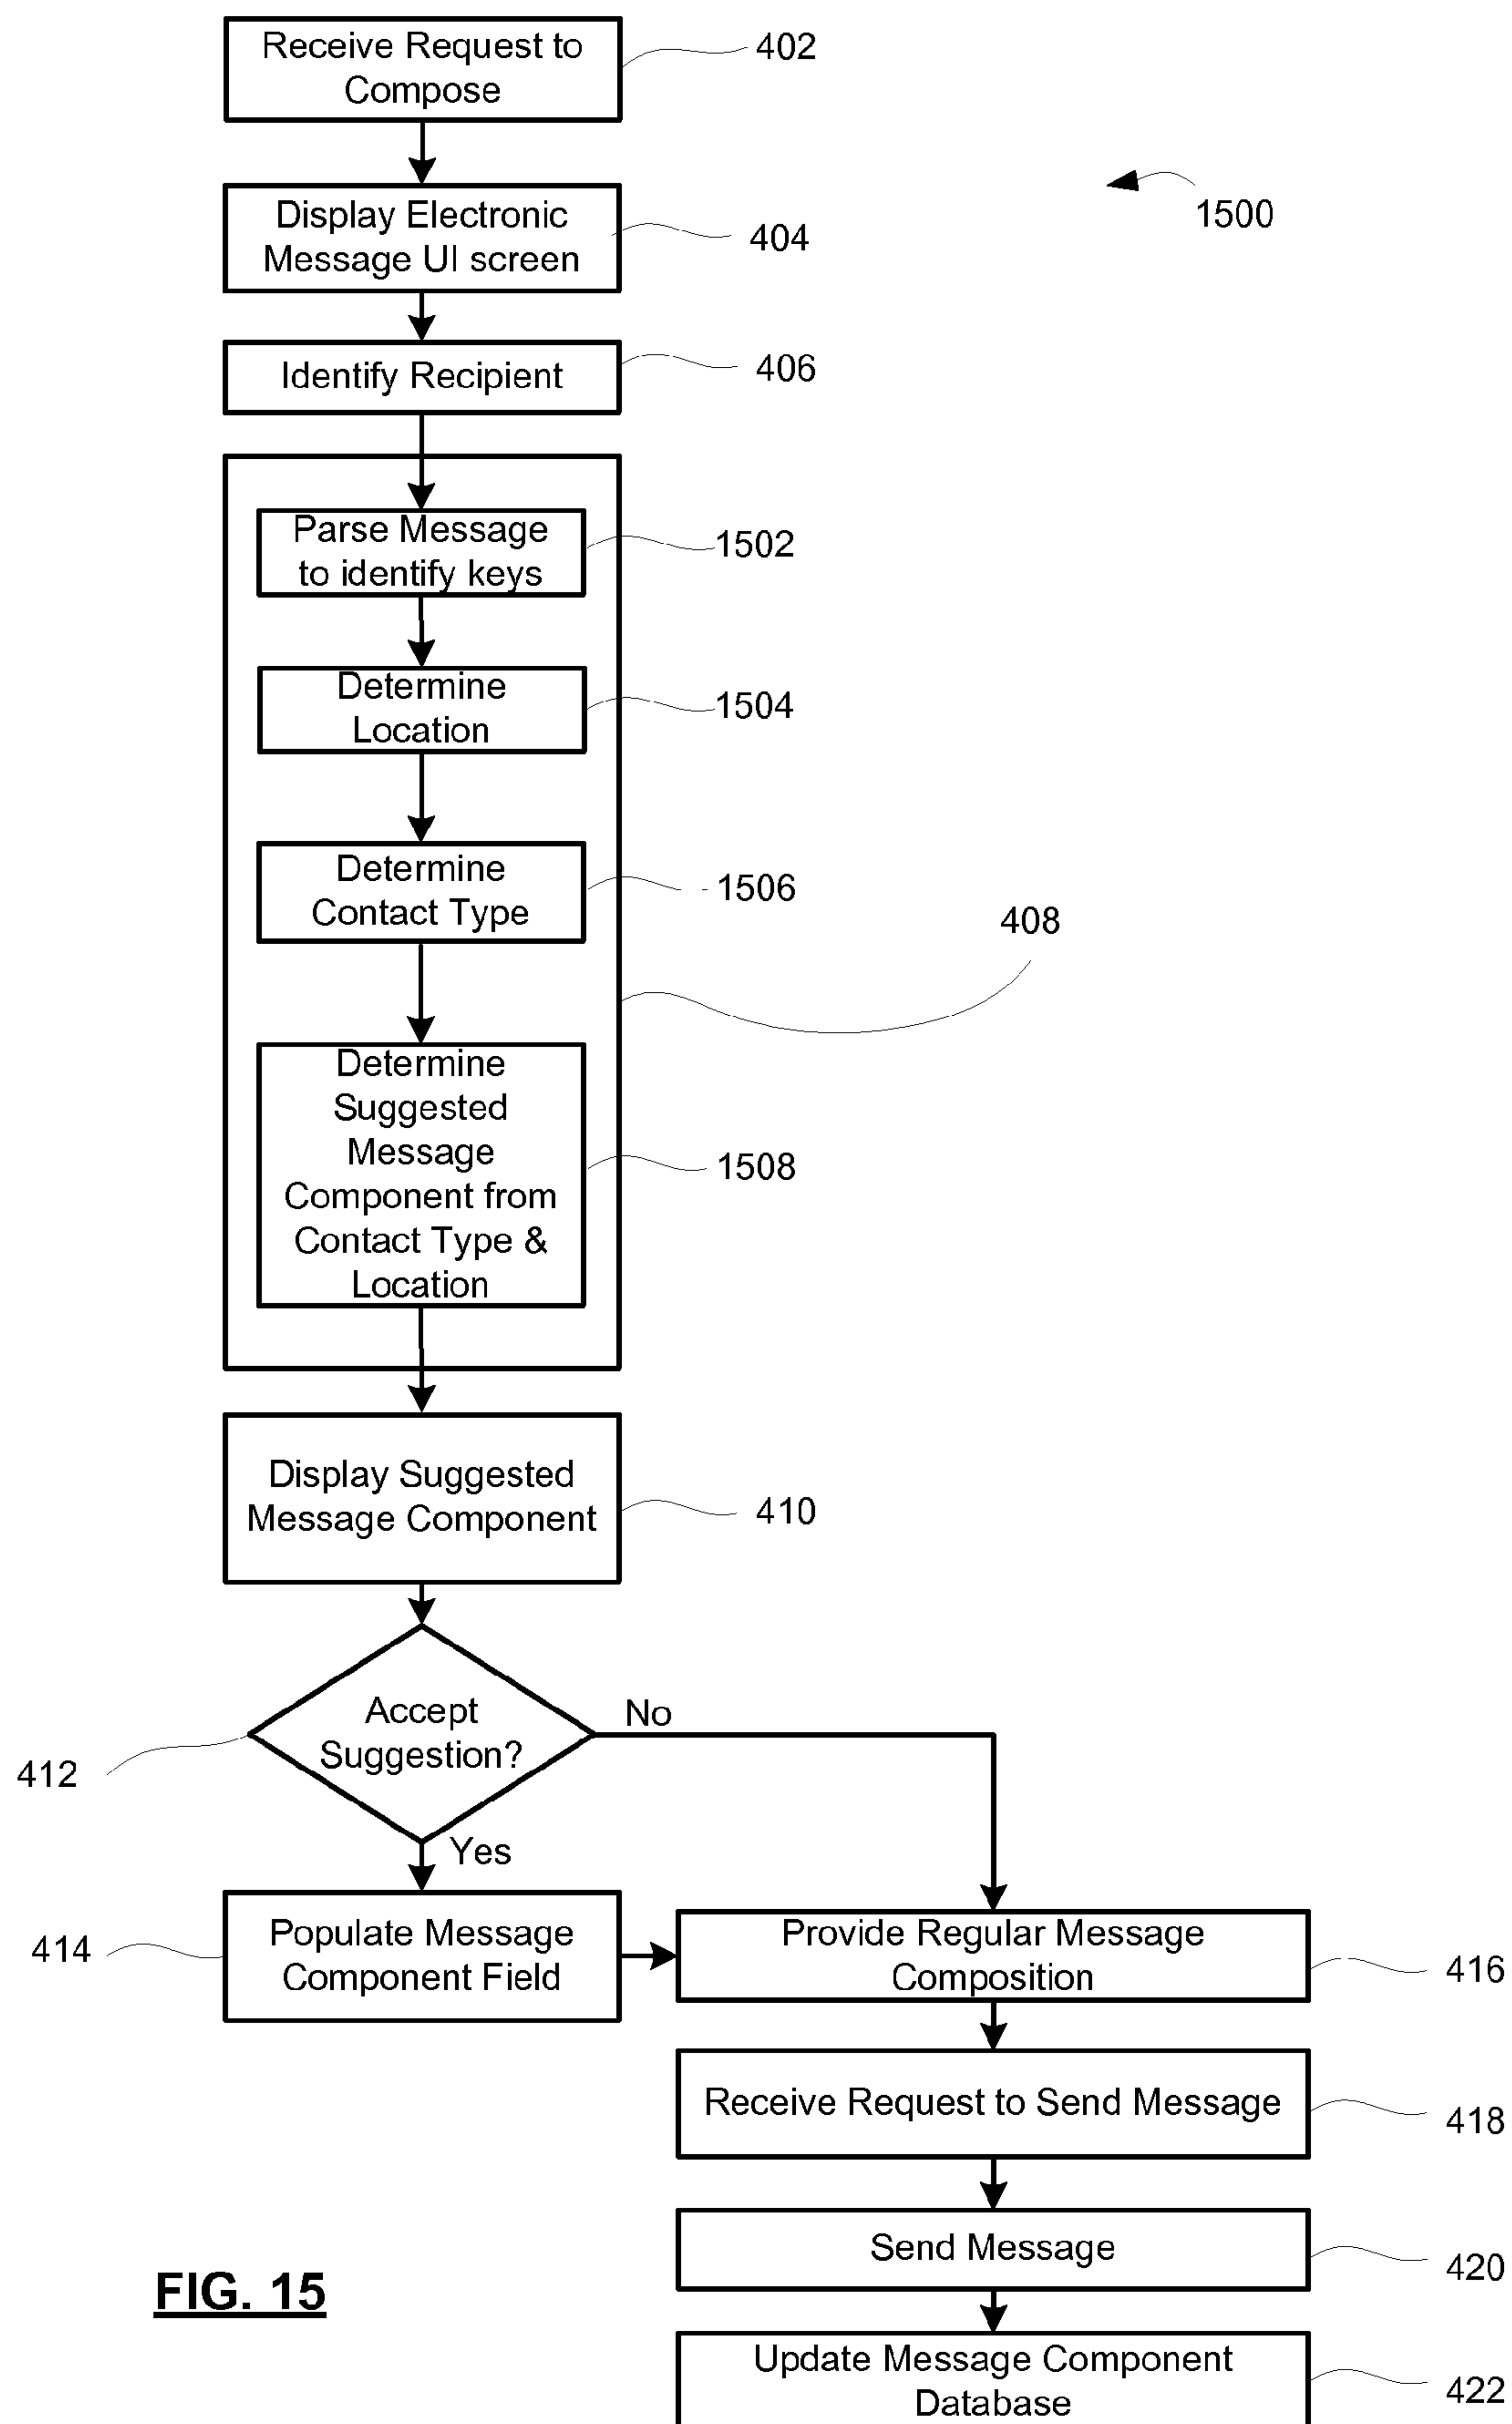 Receive Request to
Compose
402
1500
Display Electronic
Message UI screen
404
Identify Recipient
406
Parse Message
to identify keys
1502
Determine
Location
1504
Determine
Contact Type
1506
408
Determine
Suggested
Message
Component from
Contact Type &
Location
1508
Display Suggested
Message Component
410
Accept
Suggestion?
No
412
Yes
Populate Message
Component Field
414
Provide Regular Message
Composition
416
Receive Request to Send Message
418
Send Message
420
FIG. 15
Update Message Component
Database
422